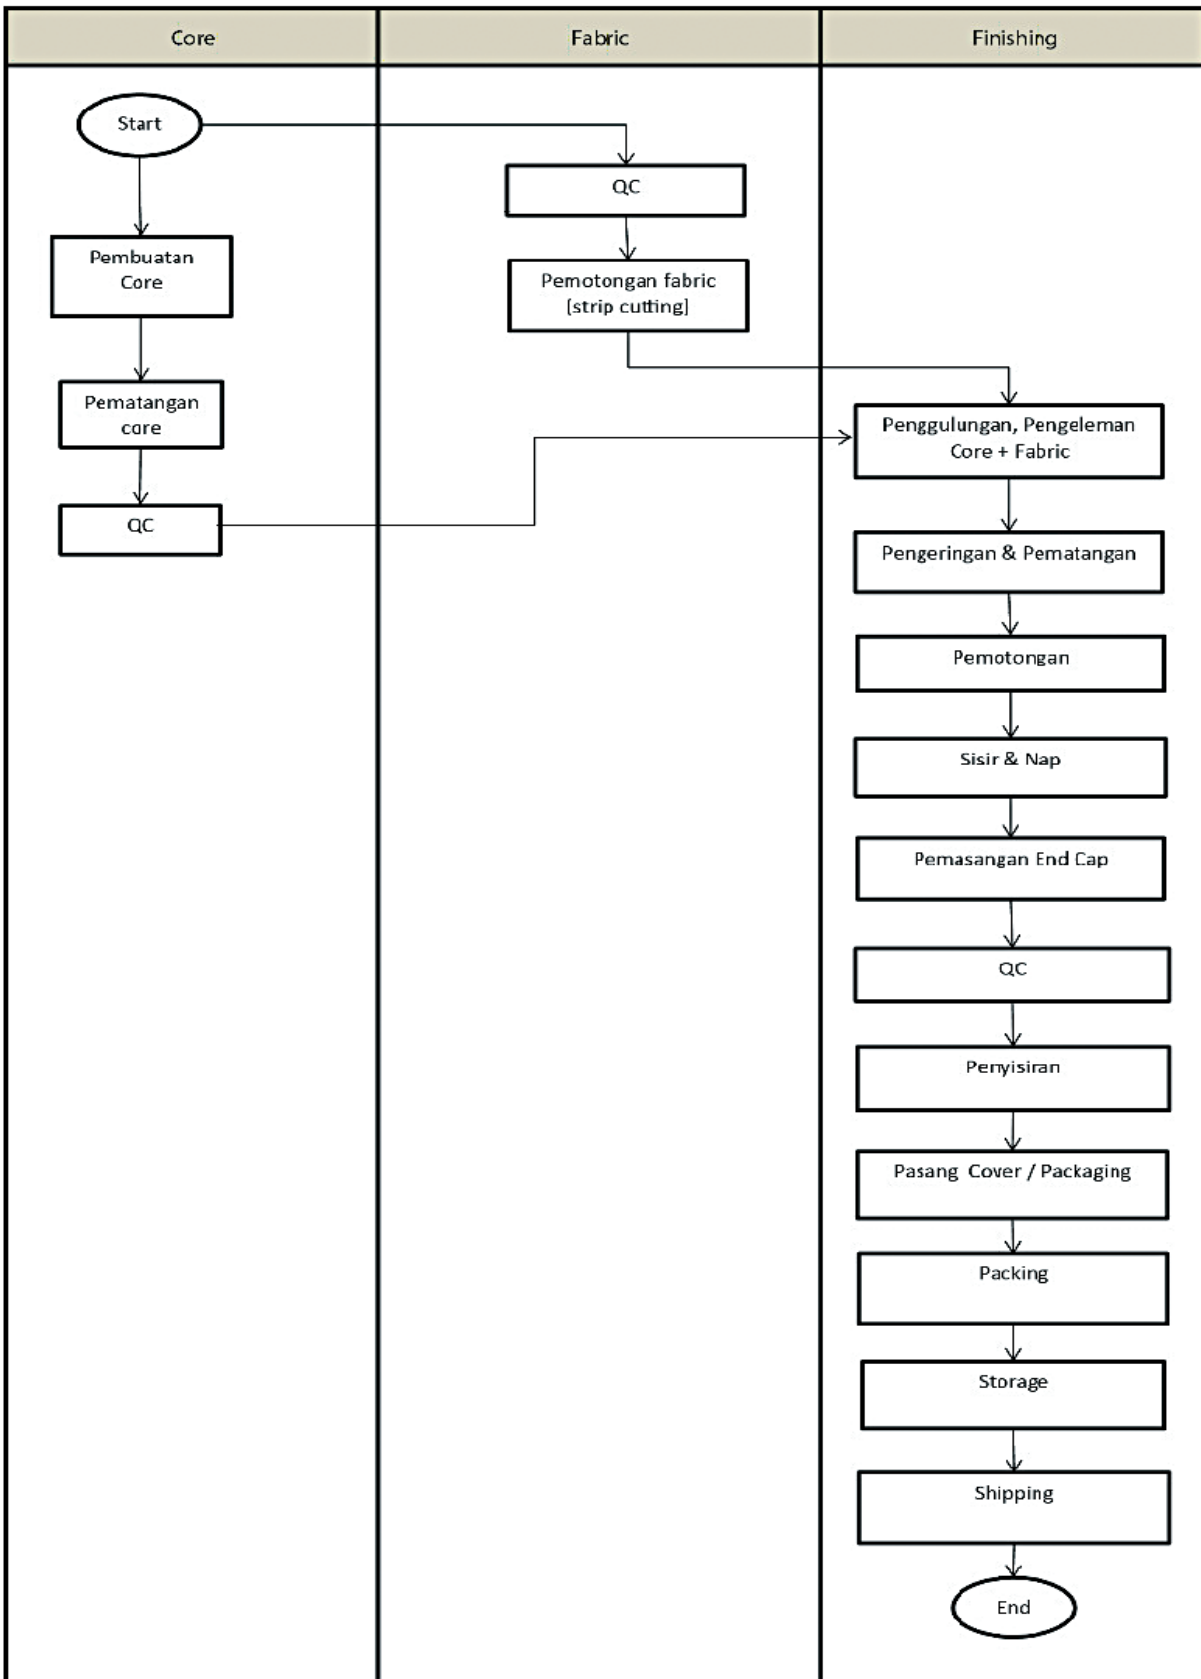 Core
Fabric
Finishing
Start
Pembuatan
Core
Pematangan
core
QC
QC
Pemotongan fabric
(strip cutting)
Penggulungan, Pengeleman
Core + Fabric
Pengeringan & Pematangan
Pemotongan
Sisir & Nap
Pemasangan End Cap
QC
Penyisiran
Pasang Cover / Packaging
Packing
Storage
Shipping
End